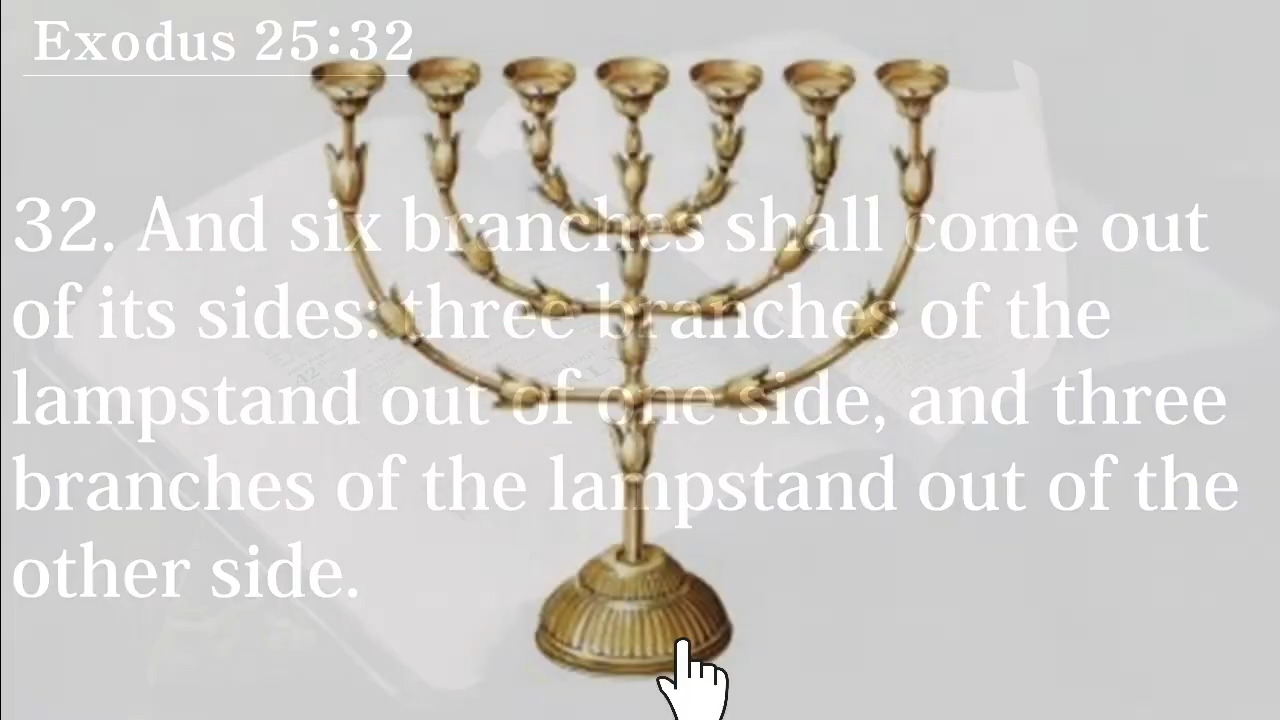 Exodus 25:32
32. And six branches shall come out
of its sides: three branches of the
lampstand out of one side, and three
branches of the lampstand out of the
other side.